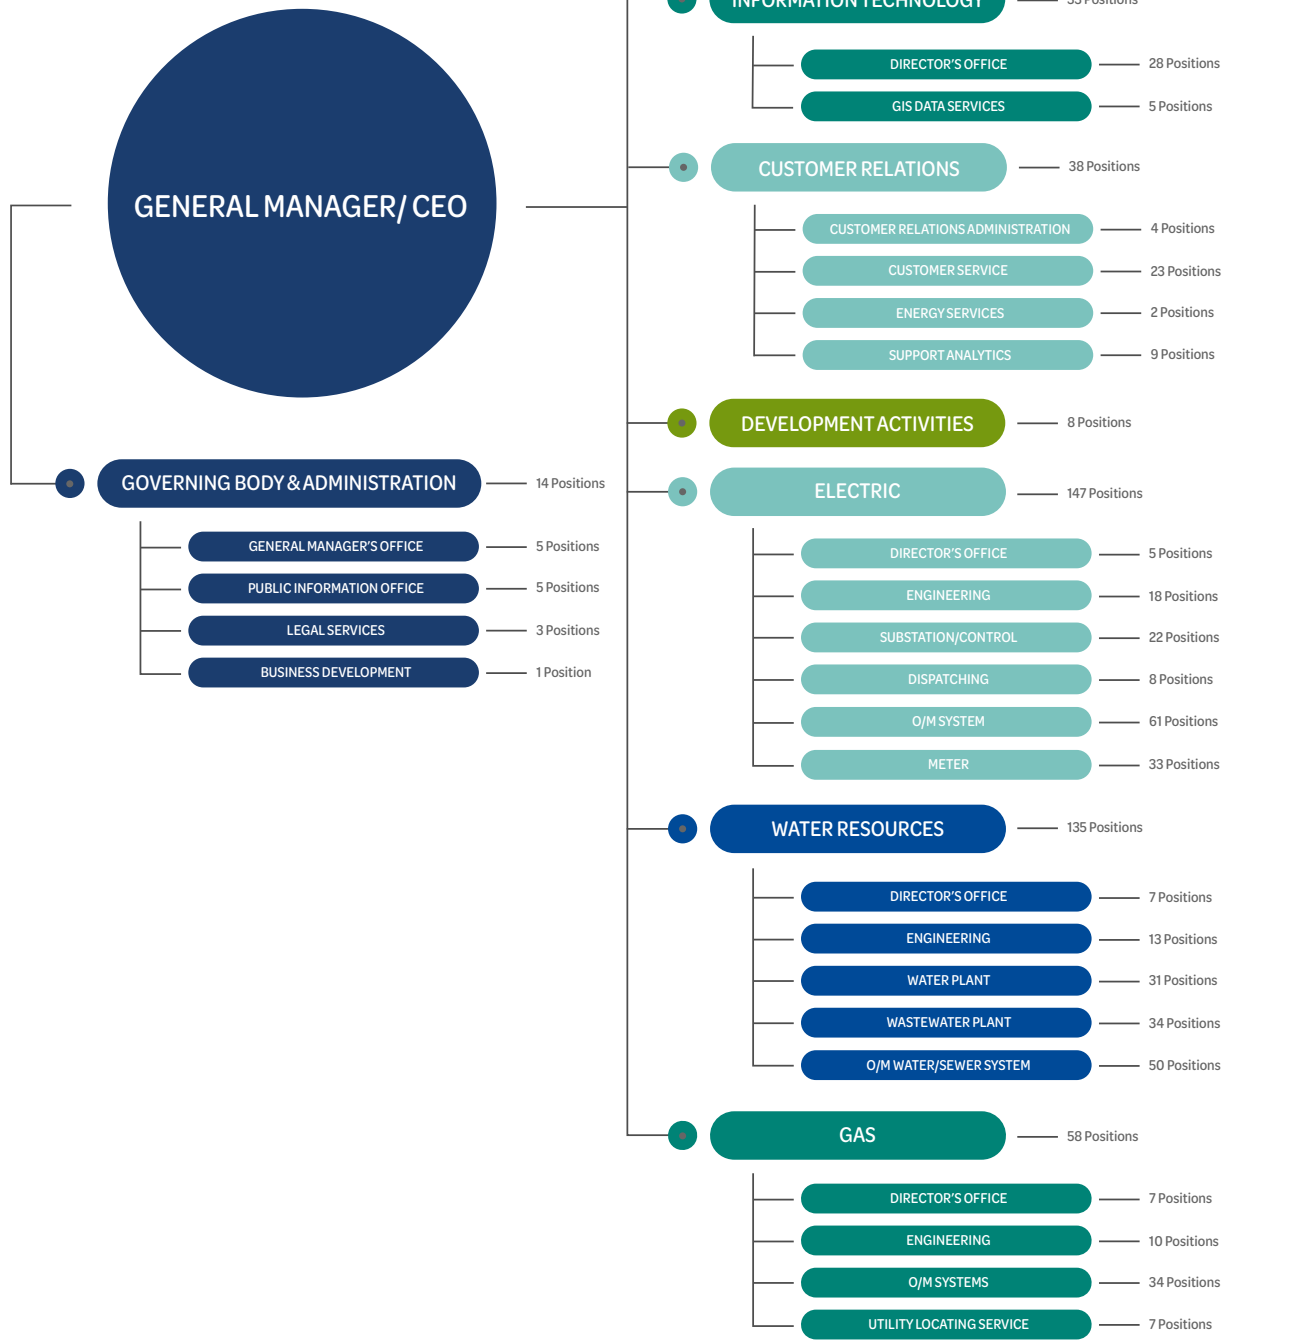 GENERAL MANAGER/ CEO
GOVERNING BODY & ADMINISTRATION
14 Positions
GENERAL MANAGER'S OFFICE
5 Positions
PUBLIC INFORMATION OFFICE
5 Positions
LEGAL SERVICES
3 Positions
BUSINESS DEVELOPMENT
1 Position
INFORMATION TECHNOLOGY
33 Positions
DIRECTOR'S OFFICE
28 Positions
GIS DATA SERVICES
5 Positions
CUSTOMER RELATIONS
38 Positions
CUSTOMER RELATIONS ADMINISTRATION
4 Positions
CUSTOMER SERVICE
23 Positions
ENERGY SERVICES
2 Positions
SUPPORT ANALYTICS
9 Positions
DEVELOPMENT ACTIVITIES
8 Positions
ELECTRIC
147 Positions
DIRECTOR'S OFFICE
5 Positions
ENGINEERING
18 Positions
SUBSTATION/CONTROL
22 Positions
DISPATCHING
8 Positions
O/M SYSTEM
61 Positions
METER
33 Positions
WATER RESOURCES
135 Positions
DIRECTOR'S OFFICE
7 Positions
ENGINEERING
13 Positions
WATER PLANT
31 Positions
WASTEWATER PLANT
34 Positions
O/M WATER/SEWER SYSTEM
50 Positions
GAS
58 Positions
DIRECTOR'S OFFICE
7 Positions
ENGINEERING
10 Positions
O/M SYSTEMS
34 Positions
UTILITY LOCATING SERVICE
7 Positions